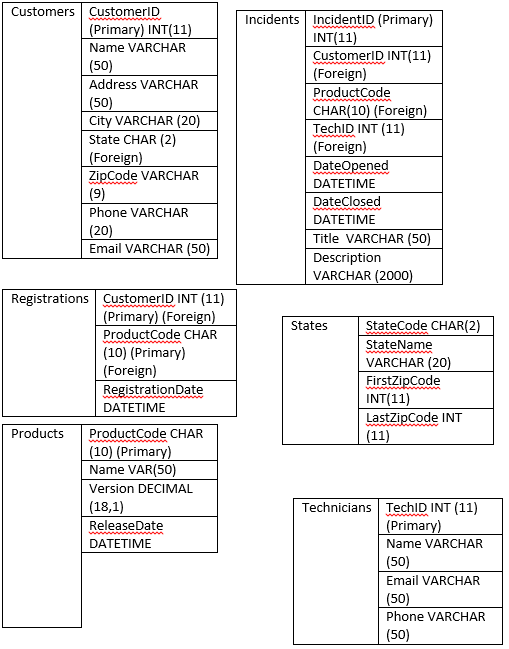 Customers
CustomerID
(Primary) INT(11)
Name VARCHAR
(50)
Address VARCHAR
(50)
City VARCHAR (20)
State CHAR (2)
(Foreign)
ZipCode VARCHAR
(9)
Phone VARCHAR
(20)
Email VARCHAR (50)
Incidents
IncidentID (Primary)
INT(11)
CustomerID INT(11)
(Foreign)
ProductCode
CHAR(10) (Foreign)
TechID INT (11)
(Foreign)
DateOpened
DATETIME
DateClosed
DATETIME
Title  VARCHAR (50)
Description
VARCHAR (2000)
Registrations
CustomerID INT (11)
(Primary) (Foreign)
ProductCode CHAR
(10) (Primary)
(Foreign)
RegistrationDate
DATETIME
States
StateCode CHAR(2)
StateName
VARCHAR (20)
FirstZipCode
INT(11)
LastZipCode INT
(11)
Products
ProductCode CHAR
(10) (Primary)
Name VAR(50)
Version DECIMAL
(18,1)
ReleaseDate
DATETIME
Technicians
TechID INT (11)
(Primary)
Name VARCHAR
(50)
Email VARCHAR
(50)
Phone VARCHAR
(50)